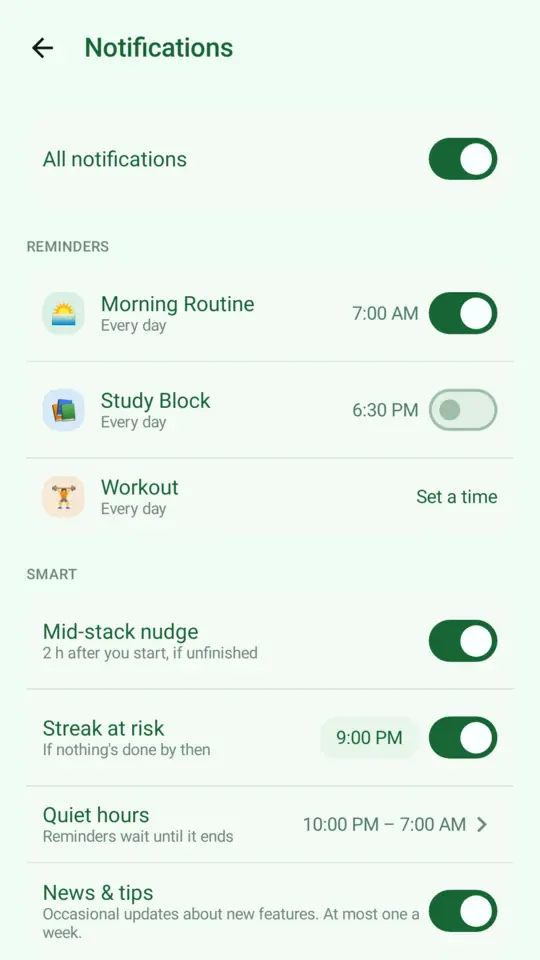 Notifications
All notifications
REMINDERS
Morning Routine
Every day
7:00 AM
Study Block
Every day
6:30 PM
Workout
Every day
Set a time
SMART
Mid-stack nudge
2 h after you start, if unfinished
Streak at risk
If nothing's done by then
9:00 PM
Quiet hours
Reminders wait until it ends
10:00 PM – 7:00 AM
News & tips
Occasional updates about new features. At most one a
week.